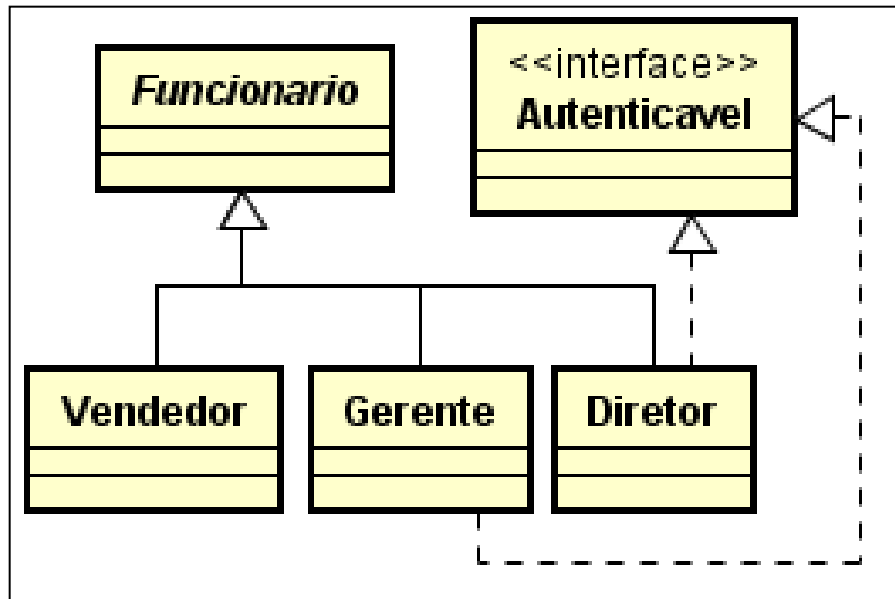 Funcionario
<<interface>>
Autenticavel
Vendedor
Gerente
Diretor